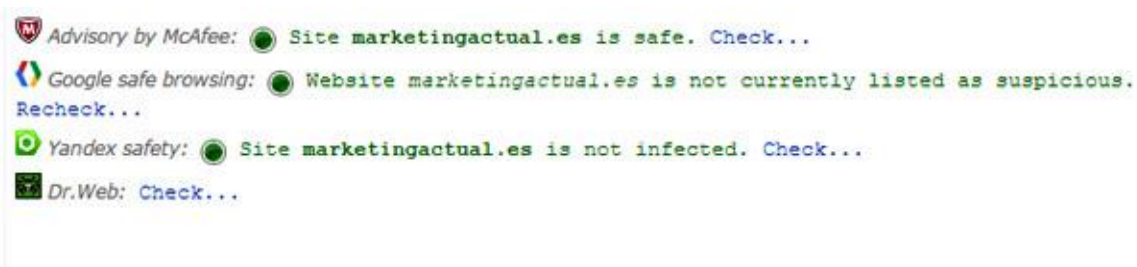 Advisory by McAfee: Site marketingactual.es is safe. Check...
Google safe browsing: Website marketingactual.es is not currently listed as suspicious.
Recheck...
Yandex safety: Site marketingactual.es is not infected. Check...
Dr.Web: Check...